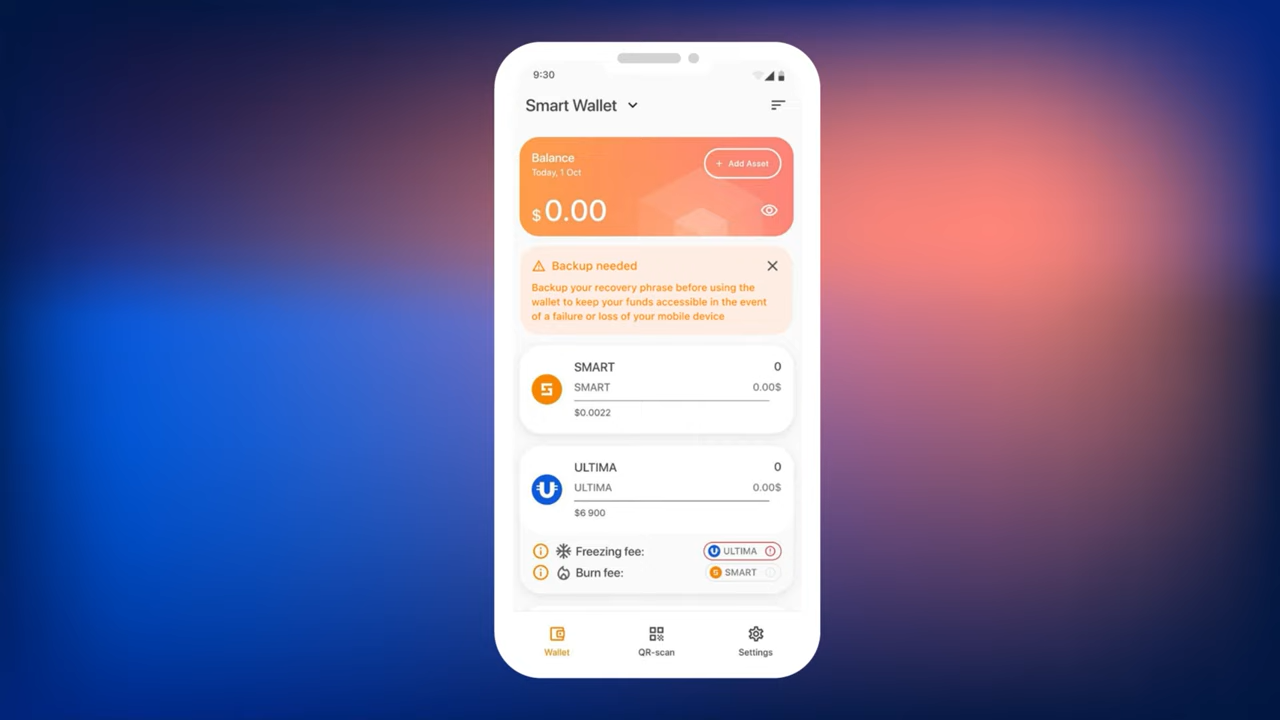 9:30
Smart Wallet
Balance
Today, 1 Oct
+ Add Asset
$ 0.00
Backup needed
Backup your recovery phrase before using the
wallet to keep your funds accessible in the event
of a failure or loss of your mobile device
SMART 0
SMART 0.00$
$0.0022
ULTIMA 0
ULTIMA 0.00$
$6 900
Freezing fee: ULTIMA
Burn fee: SMART
Wallet QR-scan Settings